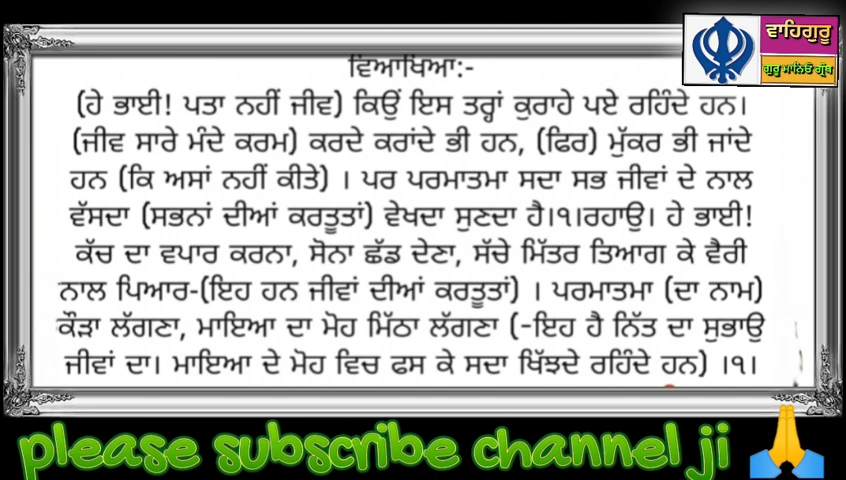 ਵਾਹਿਗੁਰੂ
ਗੁਰੂ ਮਾਨਿਓ ਗ੍ਰੰਥ
ਵਿਆਖਿਆ:-
(ਹੇ ਭਾਈ! ਪਤਾ ਨਹੀਂ ਜੀਵ) ਕਿਉਂ ਇਸ ਤਰ੍ਹਾਂ ਕੁਰਾਹੇ ਪਏ ਰਹਿੰਦੇ ਹਨ।
(ਜੀਵ ਸਾਰੇ ਮੰਦੇ ਕਰਮ) ਕਰਦੇ ਕਰਾਂਦੇ ਭੀ ਹਨ, (ਫਿਰ) ਮੁੱਕਰ ਭੀ ਜਾਂਦੇ
ਹਨ (ਕਿ ਅਸਾਂ ਨਹੀਂ ਕੀਤੇ) । ਪਰ ਪਰਮਾਤਮਾ ਸਦਾ ਸਭ ਜੀਵਾਂ ਦੇ ਨਾਲ
ਵੱਸਦਾ (ਸਭਨਾਂ ਦੀਆਂ ਕਰਤੂਤਾਂ) ਵੇਖਦਾ ਸੁਣਦਾ ਹੈ।੧।ਰਹਾਉ। ਹੇ ਭਾਈ!
ਕੱਚ ਦਾ ਵਪਾਰ ਕਰਨਾ, ਸੋਨਾ ਛੱਡ ਦੇਣਾ, ਸੱਚੇ ਮਿੱਤਰ ਤਿਆਗ ਕੇ ਵੈਰੀ
ਨਾਲ ਪਿਆਰ-(ਇਹ ਹਨ ਜੀਵਾਂ ਦੀਆਂ ਕਰਤੂਤਾਂ) । ਪਰਮਾਤਮਾ (ਦਾ ਨਾਮ)
ਕੌੜਾ ਲੱਗਣਾ, ਮਾਇਆ ਦਾ ਮੋਹ ਮਿੱਠਾ ਲੱਗਣਾ (-ਇਹ ਹੈ ਨਿੱਤ ਦਾ ਸੁਭਾਉ
ਜੀਵਾਂ ਦਾ। ਮਾਇਆ ਦੇ ਮੋਹ ਵਿਚ ਫਸ ਕੇ ਸਦਾ ਖਿੱਝਦੇ ਰਹਿੰਦੇ ਹਨ) ।੧।
please subscribe channel ji